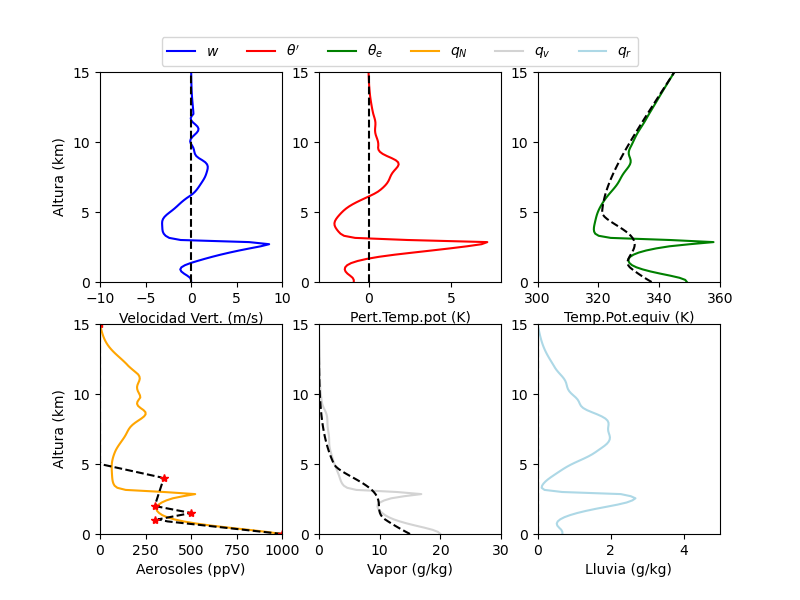 w θ′ θe qN qv qr
15 15 15
10 10 10
5 5 5
0 0 0
Altura (km)
−10 −5 0 5 10 0 5 300 320 340 360
Velocidad Vert. (m/s) Pert.Temp.pot (K) Temp.Pot.equiv (K)
15 15 15
10 10 10
5 5 5
0 0 0
Altura (km)
0 250 500 750 1000 0 10 20 30 0 2 4
Aerosoles (ppV) Vapor (g/kg) Lluvia (g/kg)